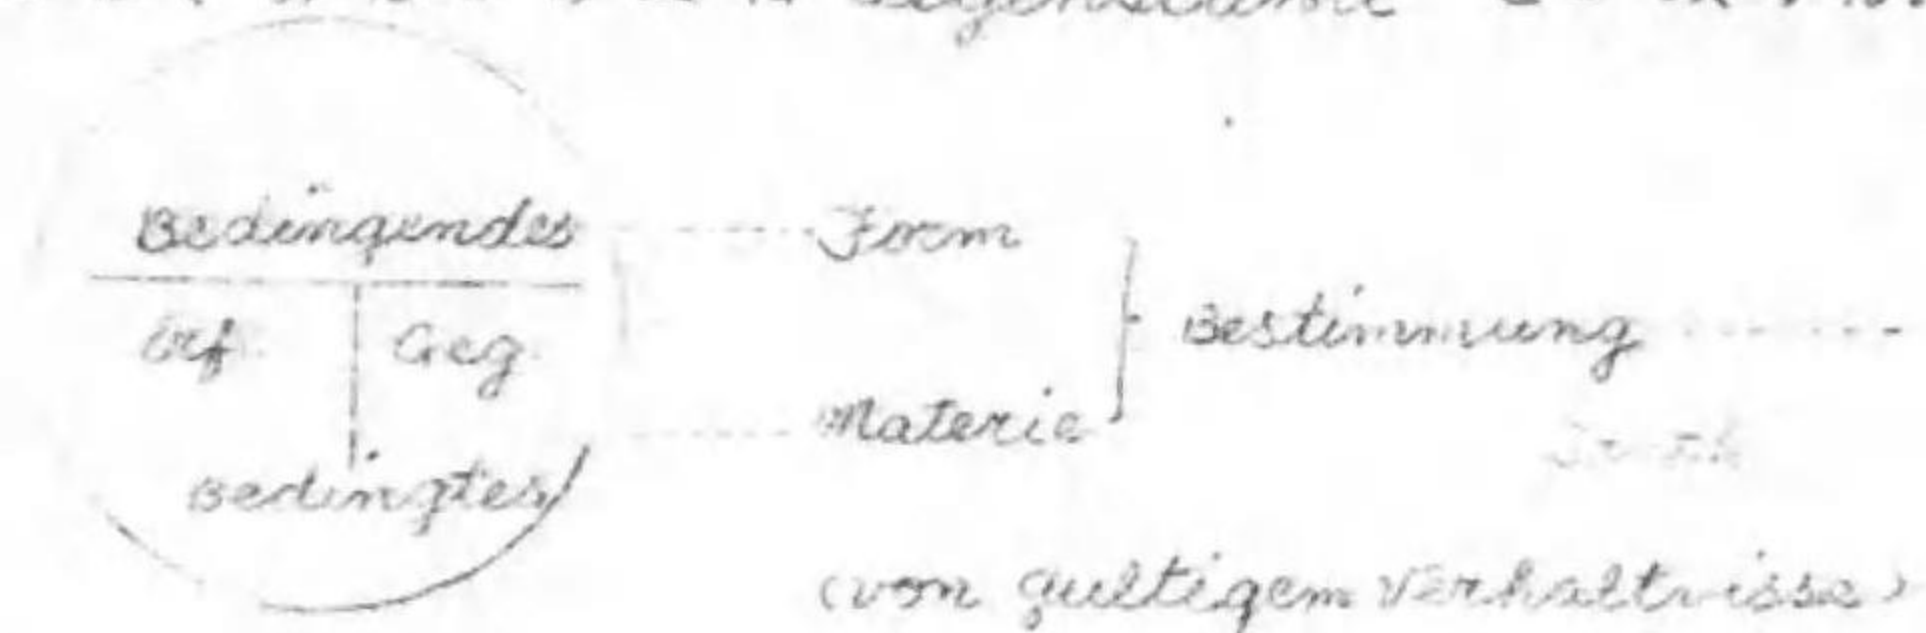 Bedingendes Form
Erf. Geg. Bestimmung
Materie
Bedingtes
(von gültigem Verhältnisse)